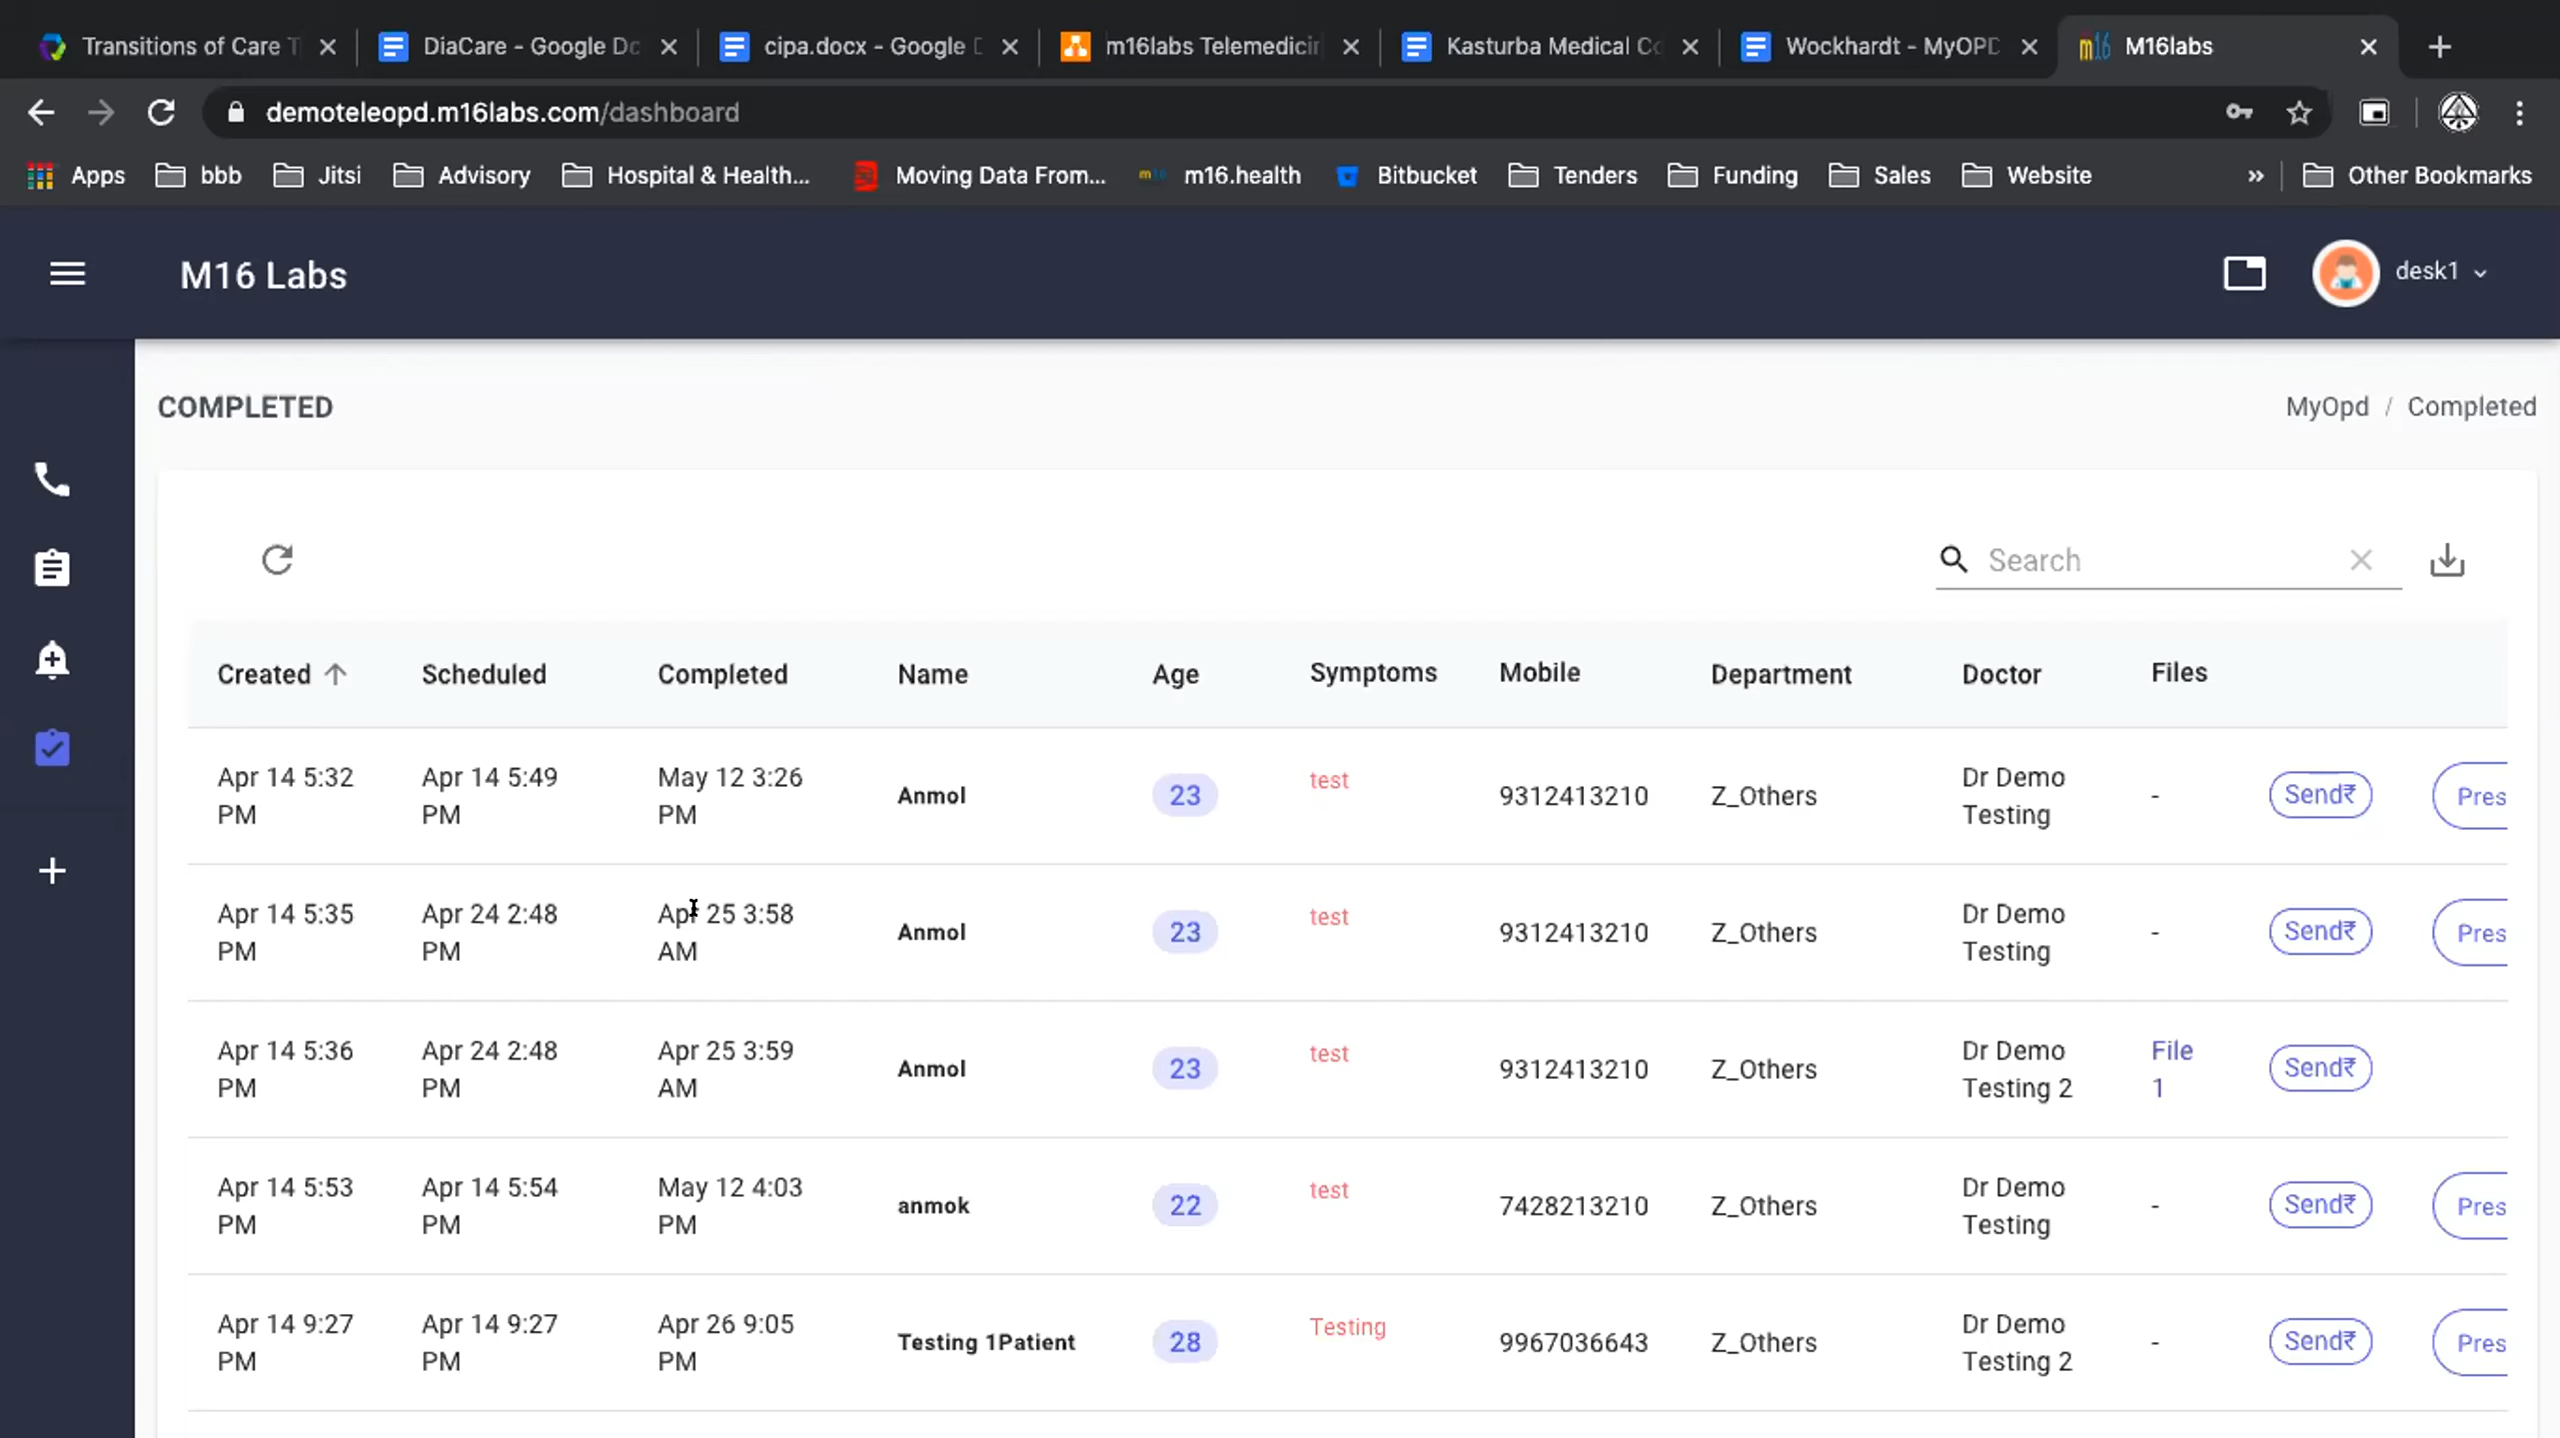 Transitions of Care T
DiaCare - Google Dc
cipa.docx - Google D
m16labs Telemedicin
Kasturba Medical Co
Wockhardt - MyOPD
M16labs
demoteleopd.m16labs.com/dashboard
Apps
bbb
Jitsi
Advisory
Hospital & Health...
Moving Data From...
m16.health
Bitbucket
Tenders
Funding
Sales
Website
»
Other Bookmarks
M16 Labs
desk1
COMPLETED
MyOpd / Completed
Search
Created Scheduled Completed Name Age Symptoms Mobile Department Doctor Files
Apr 14 5:32 PM Apr 14 5:49 PM May 12 3:26 PM Anmol 23 test 9312413210 Z_Others Dr Demo Testing - Send₹ Pres
Apr 14 5:35 PM Apr 24 2:48 PM Apr 25 3:58 AM Anmol 23 test 9312413210 Z_Others Dr Demo Testing - Send₹ Pres
Apr 14 5:36 PM Apr 24 2:48 PM Apr 25 3:59 AM Anmol 23 test 9312413210 Z_Others Dr Demo Testing 2 File 1 Send₹
Apr 14 5:53 PM Apr 14 5:54 PM May 12 4:03 PM anmok 22 test 7428213210 Z_Others Dr Demo Testing - Send₹ Pres
Apr 14 9:27 PM Apr 14 9:27 PM Apr 26 9:05 PM Testing 1Patient 28 Testing 9967036643 Z_Others Dr Demo Testing 2 - Send₹ Pres